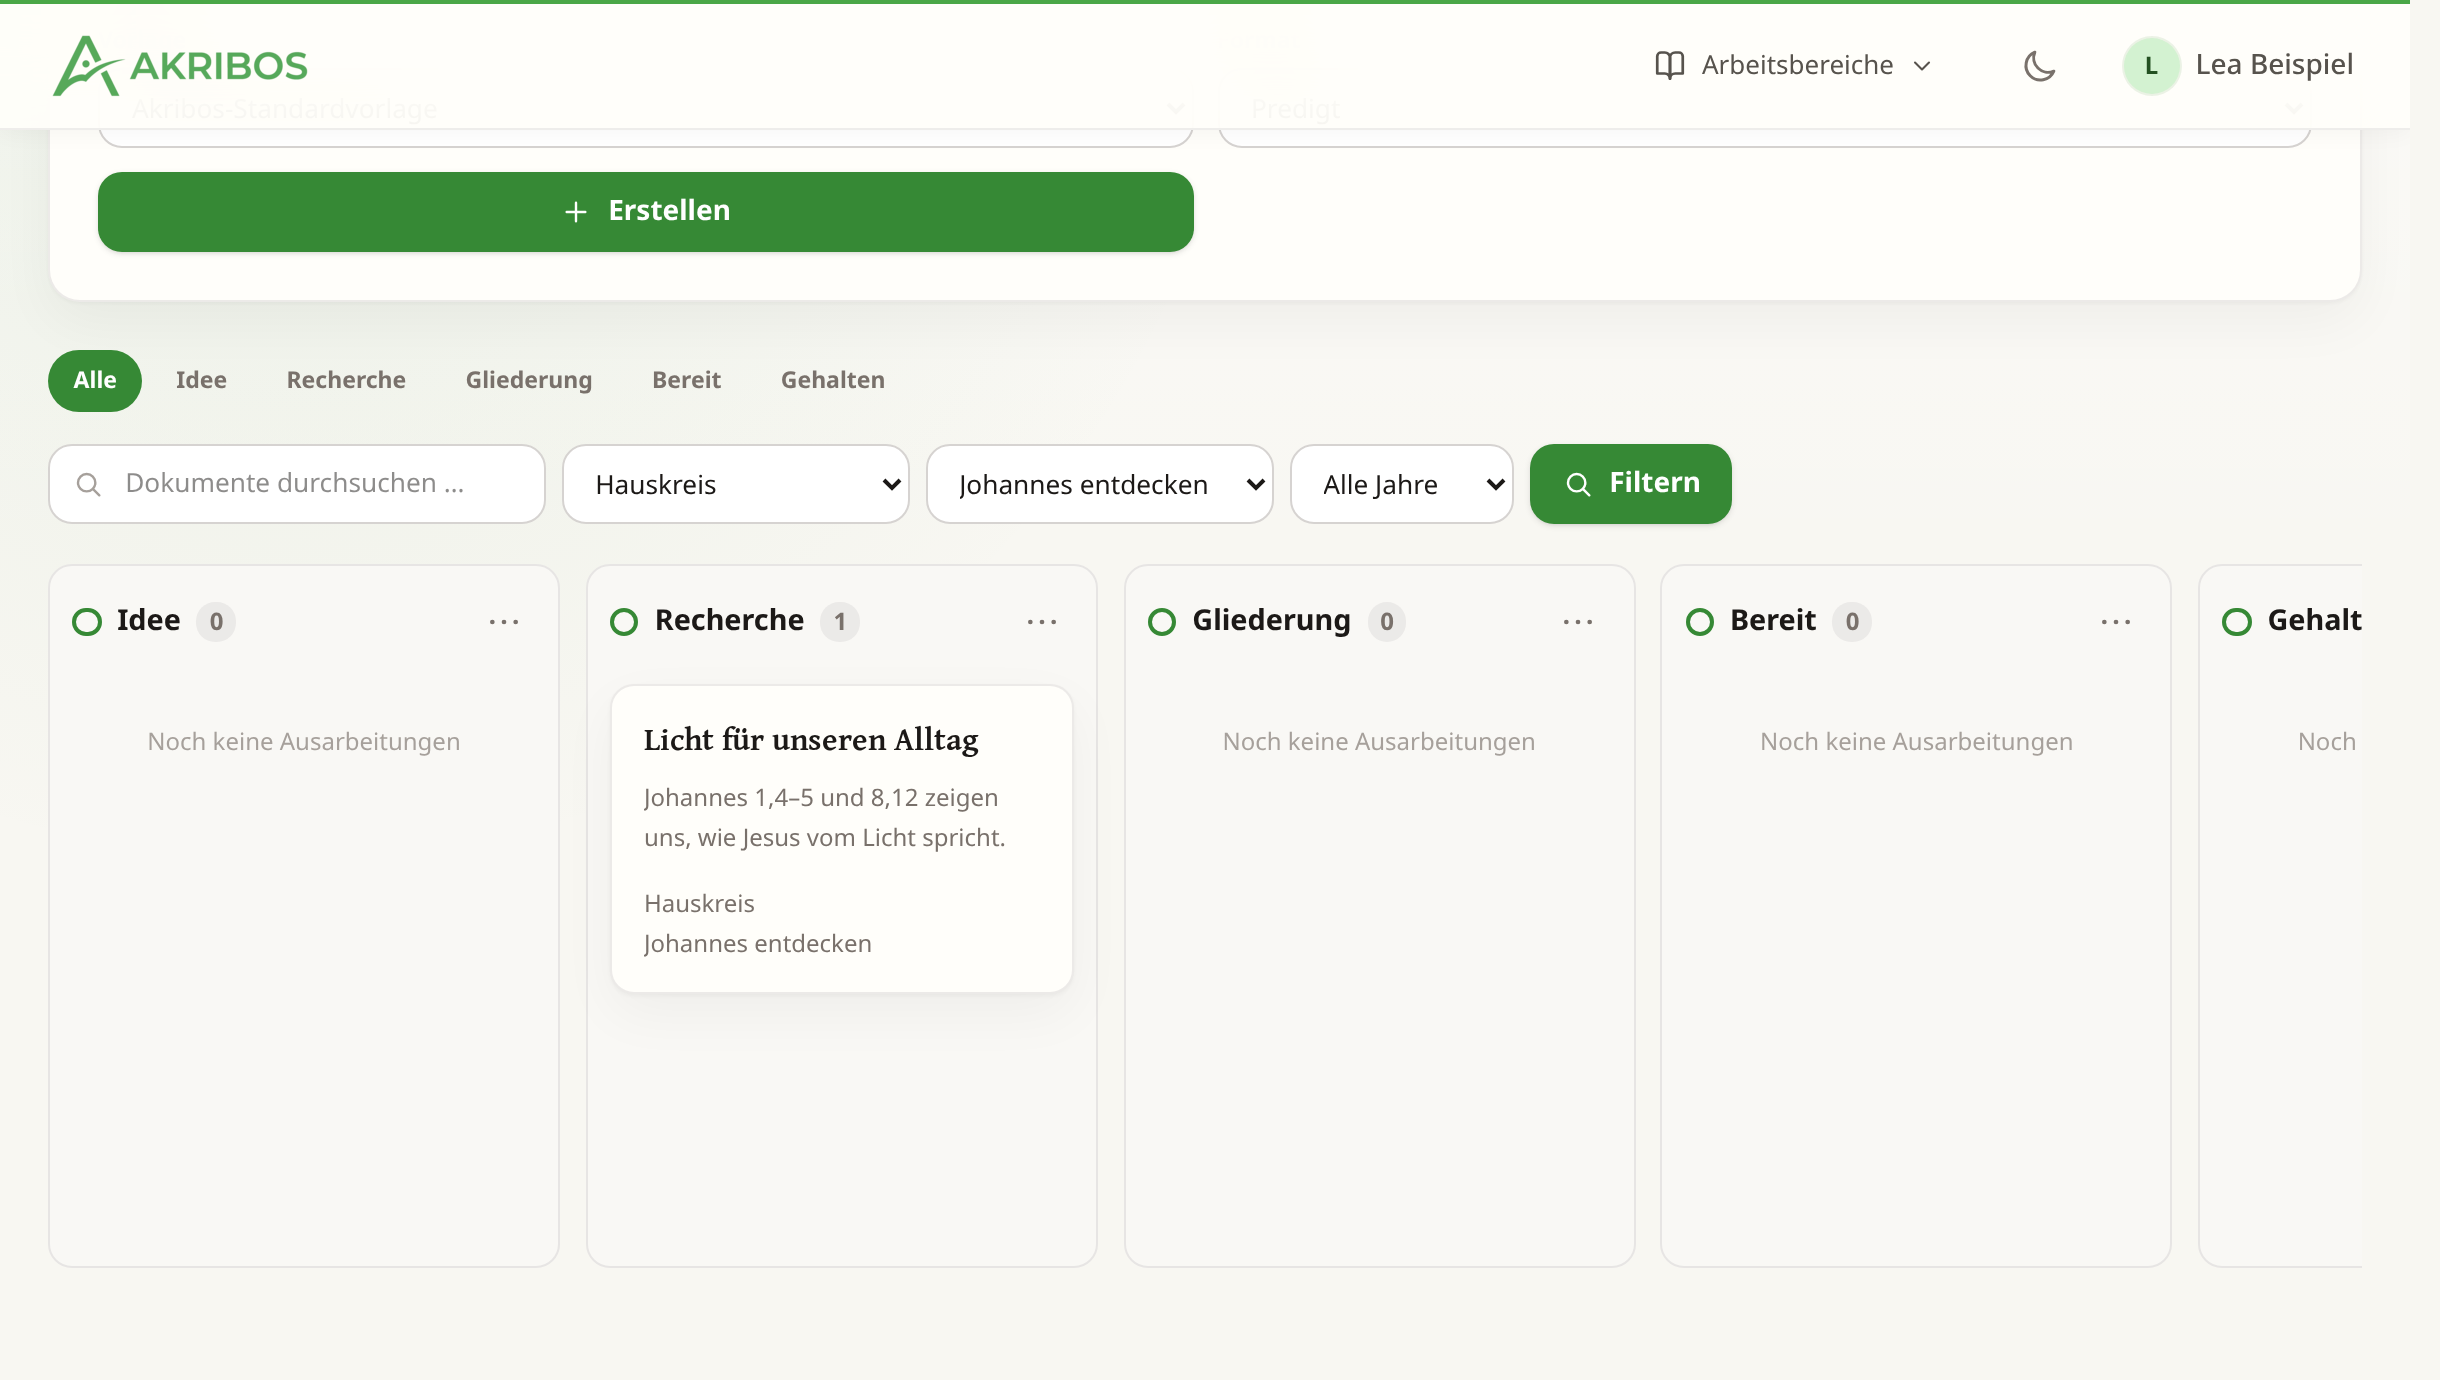 AKRIBOS
Arbeitsbereiche
L
Lea Beispiel
Akribos-Standardvorlage
Predigt
Erstellen
Alle
Idee
Recherche
Gliederung
Bereit
Gehalten
Dokumente durchsuchen ...
Hauskreis
Johannes entdecken
Alle Jahre
Filtern
Idee 0
Noch keine Ausarbeitungen
Recherche 1
Licht für unseren Alltag
Johannes 1,4–5 und 8,12 zeigen
uns, wie Jesus vom Licht spricht.
Hauskreis
Johannes entdecken
Gliederung 0
Noch keine Ausarbeitungen
Bereit 0
Noch keine Ausarbeitungen
Gehalt
Noch